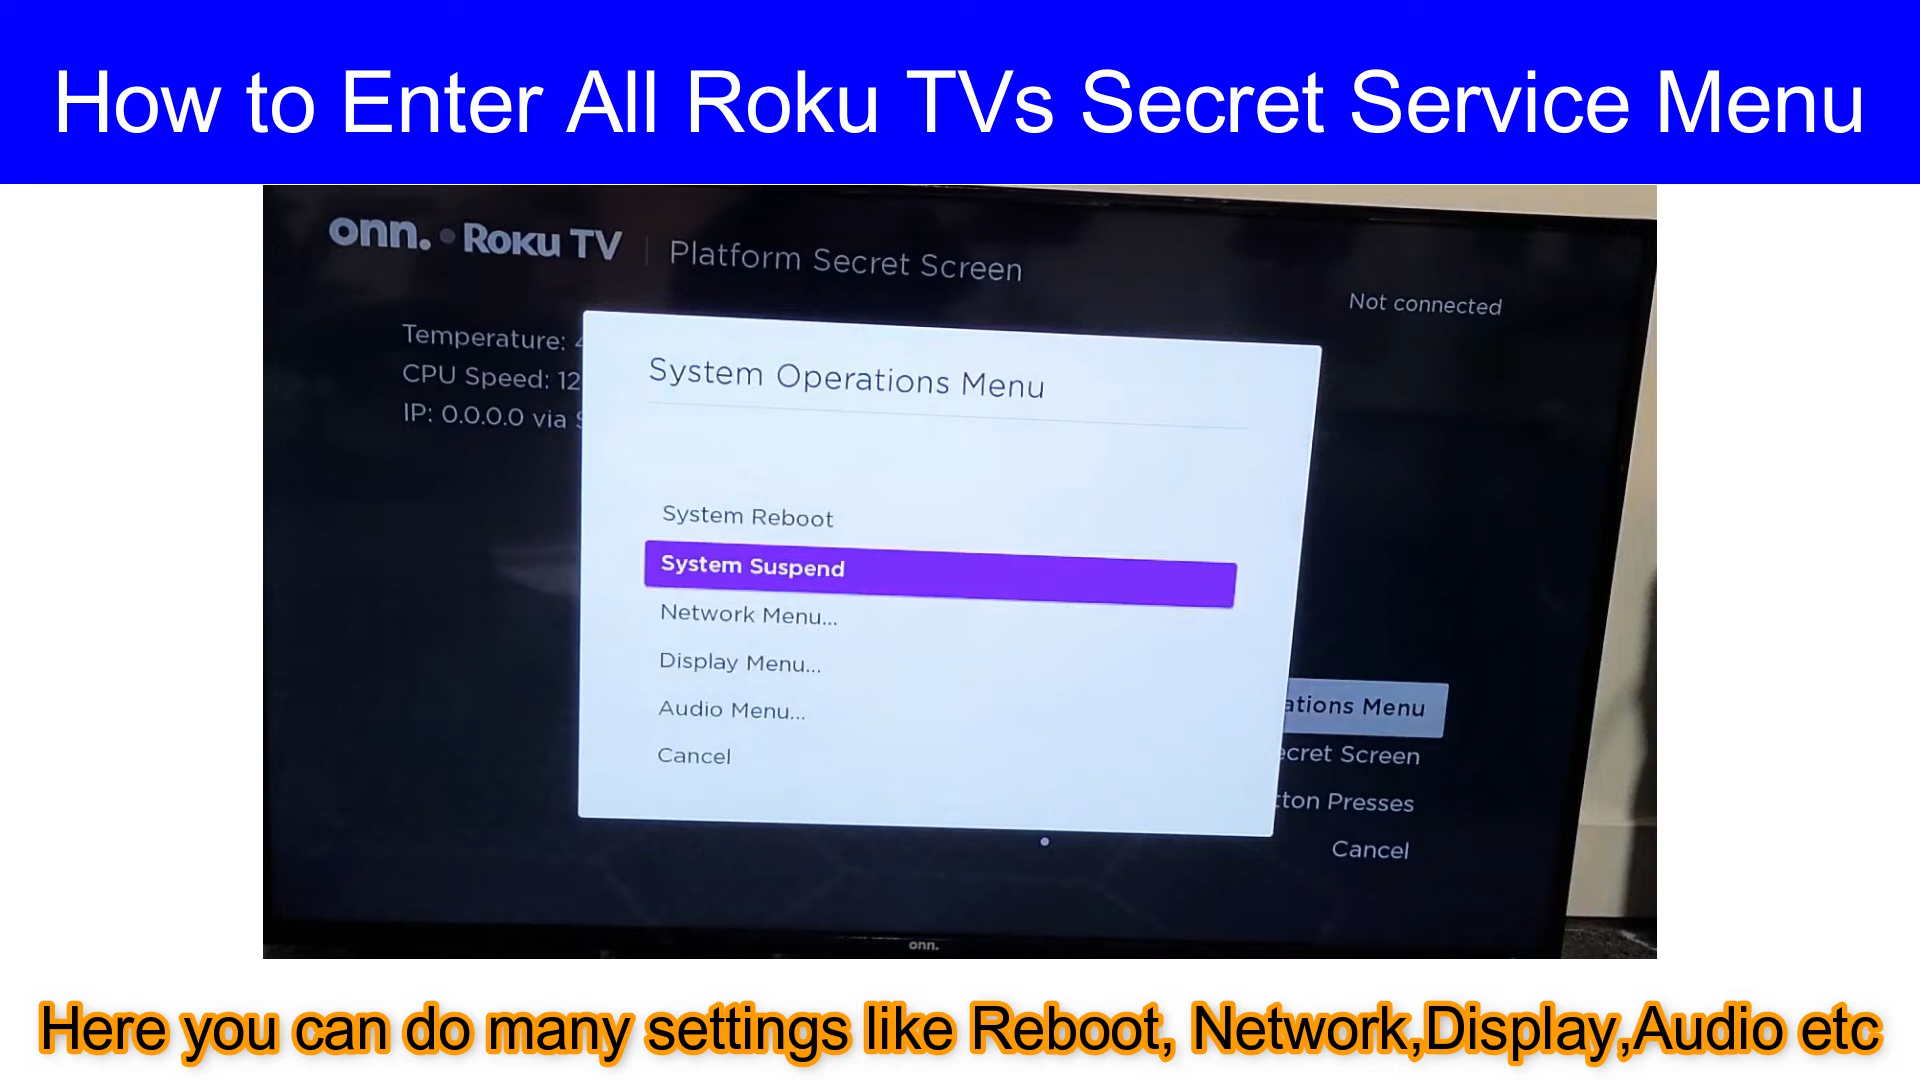 How to Enter All Roku TVs Secret Service Menu
onn. • Roku TV | Platform Secret Screen
Not connected
Temperature:
CPU Speed: 12
IP: 0.0.0.0 via
System Operations Menu
System Reboot
System Suspend
Network Menu...
Display Menu...
Audio Menu...
Cancel
ations Menu
ecret Screen
tton Presses
Cancel
onn.
Here you can do many settings like Reboot, Network,Display,Audio etc